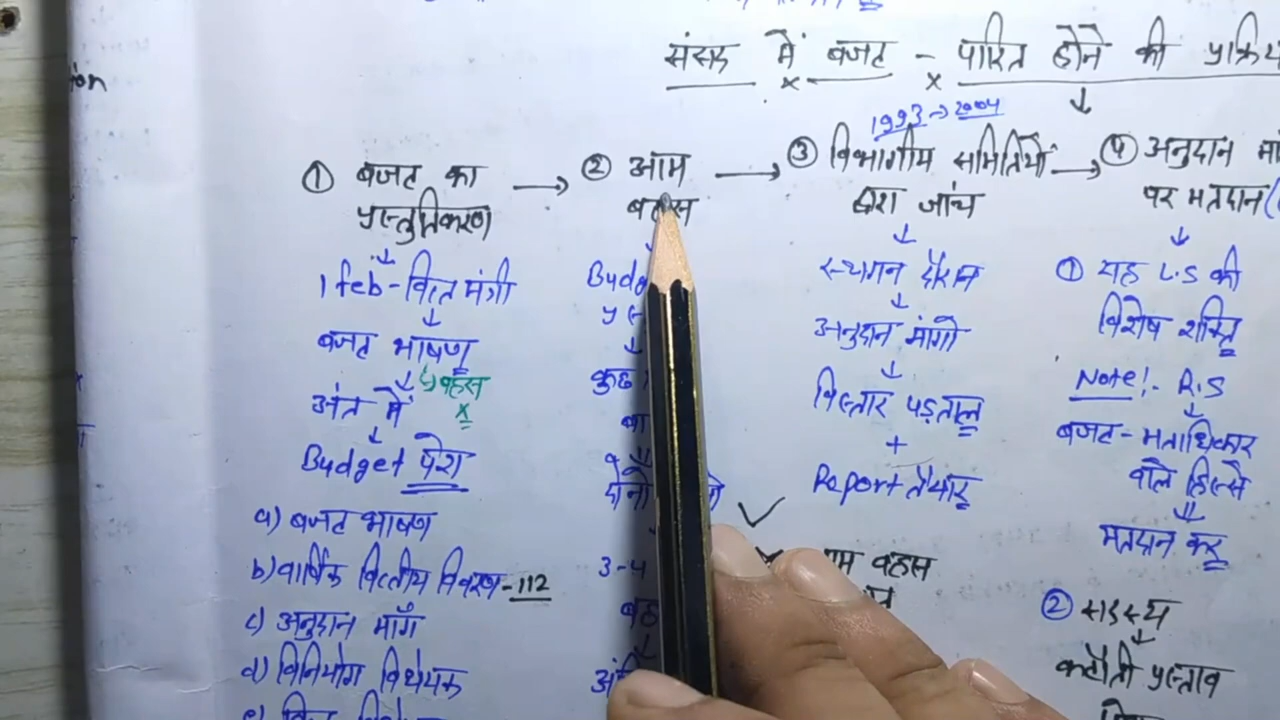 tion
संसद में बजट - पारित होने की प्रक्रिय
1993 → 2004
① बजट का प्रस्तुतिकरण
↓
1 feb - वित्त मंत्री
↓
बजट भाषण
↓ ↳ बहस x
अंत में
↓
Budget पेश
a) बजट भाषण
b) वार्षिक वित्तीय विवरण - 112
c) अनुदान माँग
d) विनियोग विधेयक
→ ② आम
बहस
कुछ
3-4
→ ③ विभागीय समितियों
द्वारा जांच
↓
स्थगन दौरान
↓
अनुदान मांगो
↓
विस्तार पड़ताल
+
Report तैयार
बहस
→ ④ अनुदान मा
पर मतदान (
↓
① यह L.S की
विशेष शक्ति
Note!- R.S
↓
बजट - मताधिकार
वाले हिस्से
⇓
मतदान करू
② सदस्य
↓
कटौती प्रस्ताव